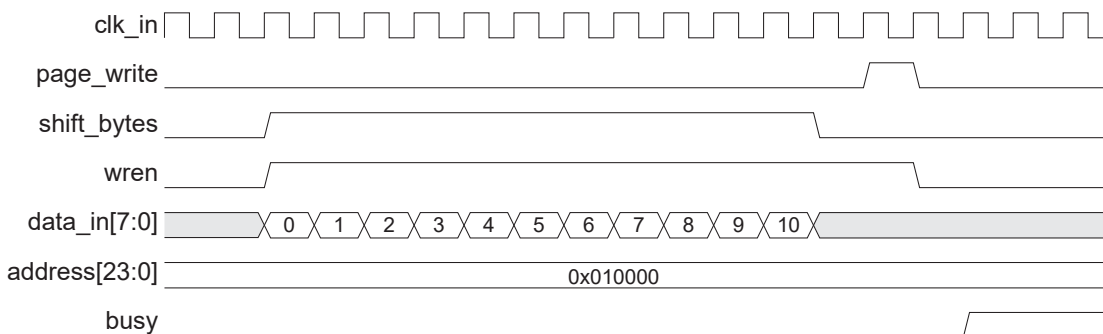 clk_in
page_write
shift_bytes
wren
data_in[7:0] 0 1 2 3 4 5 6 7 8 9 10
address[23:0] 0x010000
busy